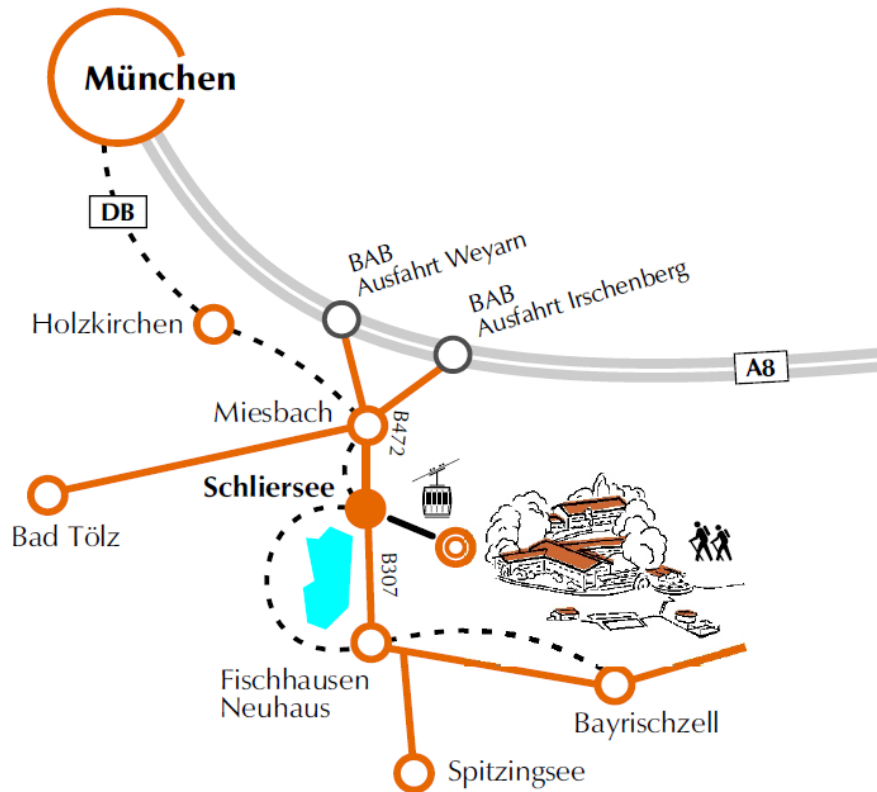 München
DB
BAB
Ausfahrt Weyarn
BAB
Ausfahrt Irschenberg
Holzkirchen
A8
Miesbach
B472
Schliersee
Bad Tölz
B307
Fischhausen
Neuhaus
Bayrischzell
Spitzingsee